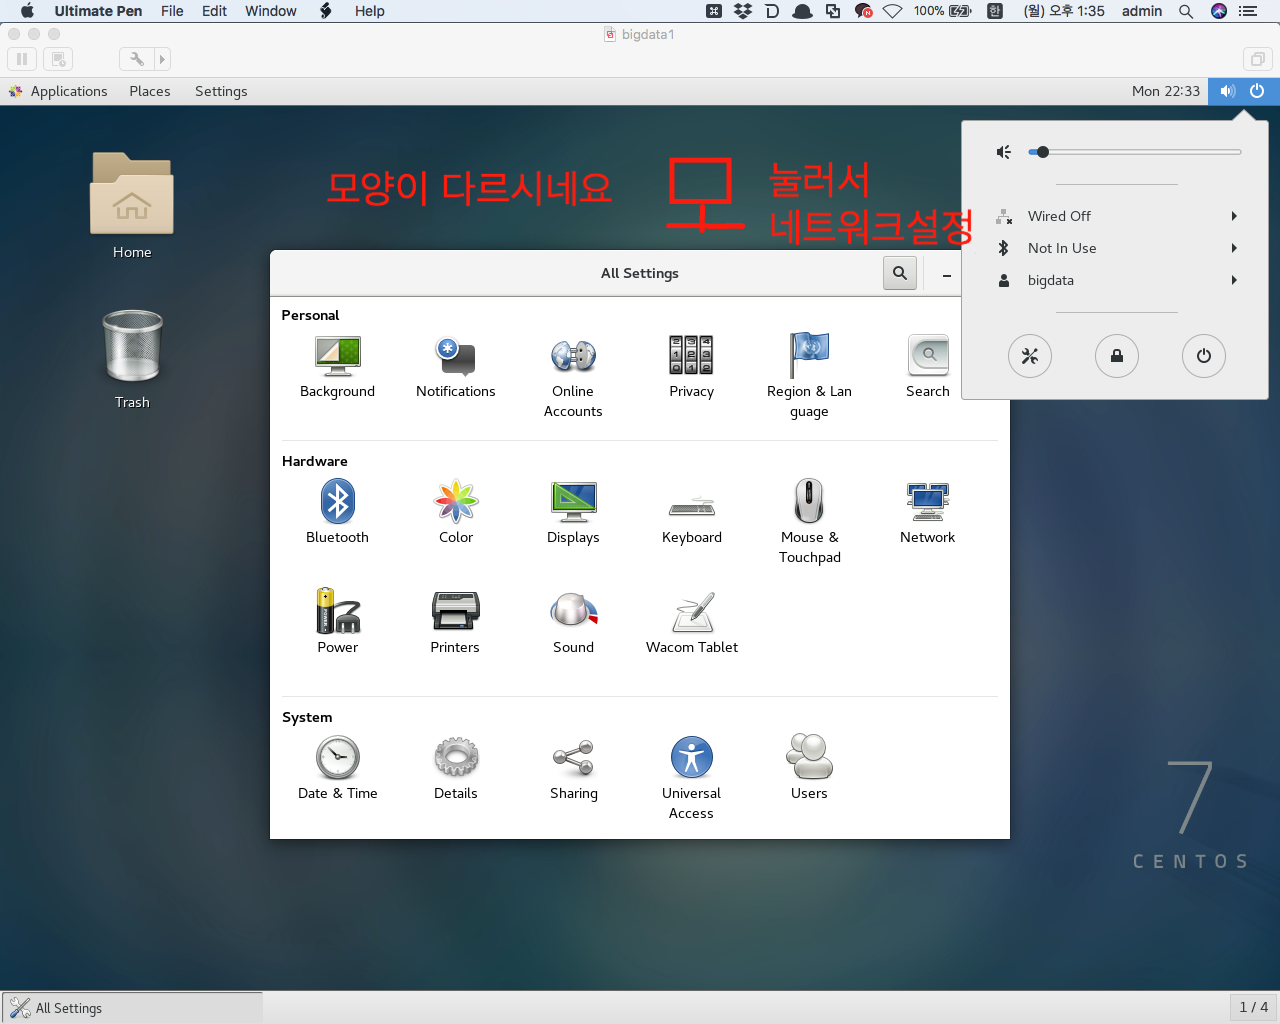 Ultimate Pen File Edit Window Help
100% 한 (월) 오후 1:35 admin
bigdata1
Applications Places Settings
Mon 22:33
Home
Trash
모양이 다르시네요
눌러서
네트워크설정
Wired Off
Not In Use
bigdata
All Settings
Personal
Background
Notifications
Online
Accounts
Privacy
Region & Lan
guage
Search
Hardware
Bluetooth
Color
Displays
Keyboard
Mouse &
Touchpad
Network
Power
Printers
Sound
Wacom Tablet
System
Date & Time
Details
Sharing
Universal
Access
Users
7
CENTOS
All Settings
1 / 4